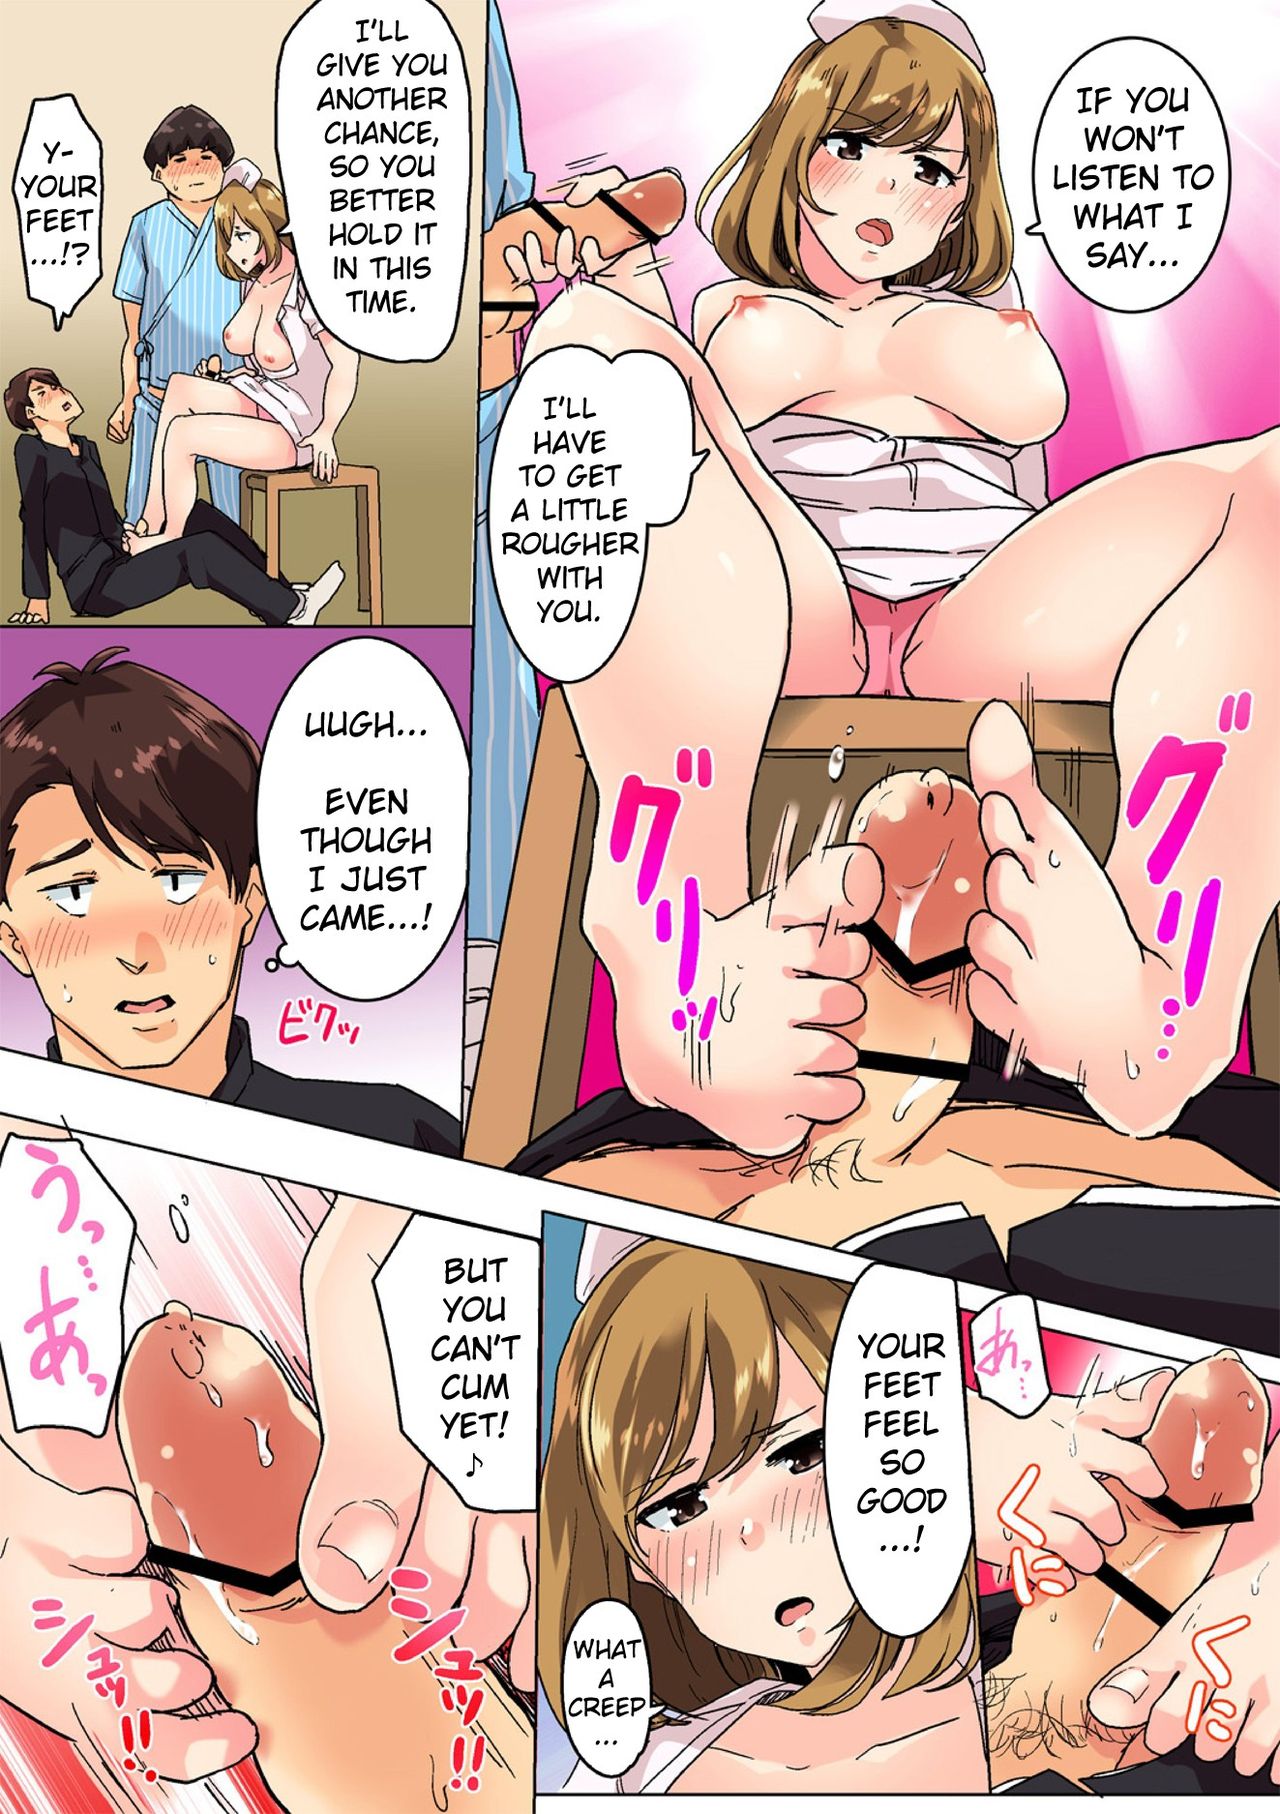 IF YOU
WON'T
LISTEN TO
WHAT I
SAY...
I'LL
HAVE
TO GET
A LITTLE
ROUGHER
WITH
YOU.
グリッ
グリ…
I'LL
GIVE YOU
ANOTHER
CHANCE,
SO YOU
BETTER
HOLD IT
IN THIS
TIME.
Y-
YOUR
FEET
...!?
UUGH...
EVEN
THOUGH
I JUST
CAME...!
ビクッ
あっ…
YOUR
FEET
FEEL
SO
GOOD
...!
WHAT
A
CREEP
...
くに
くに
BUT
YOU
CAN'T
CUM
YET!
♪
うっ…
あっ
シュッ!!
シュッ!!